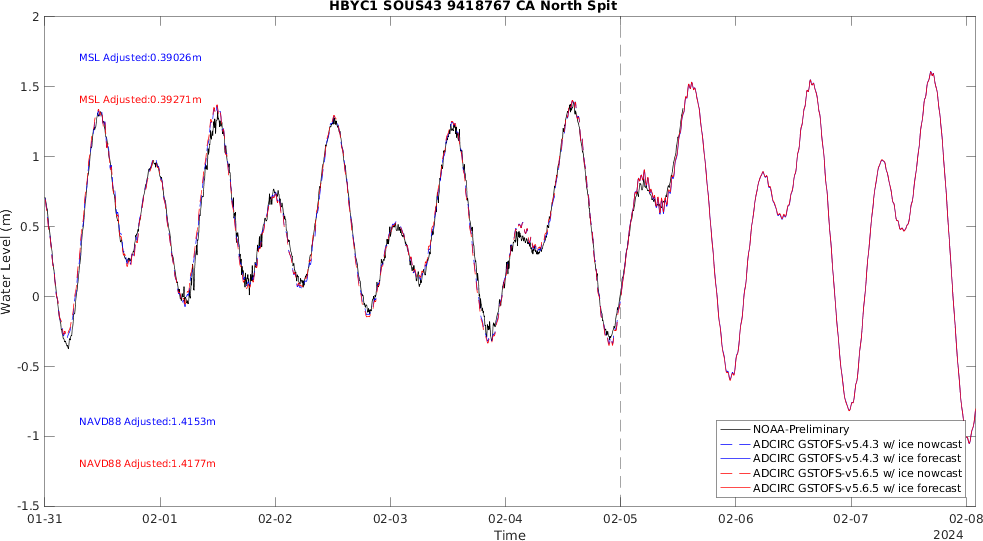 HBYC1 SOUS43 9418767 CA North Spit
2
MSL Adjusted:0.39026m
1.5
MSL Adjusted:0.39271m
1
0.5
Water Level (m)
0
-0.5
NAVD88 Adjusted:1.4153m
-1
NAVD88 Adjusted:1.4177m
-1.5
NOAA-Preliminary
ADCIRC GSTOFS-v5.4.3 w/ ice nowcast
ADCIRC GSTOFS-v5.4.3 w/ ice forecast
ADCIRC GSTOFS-v5.6.5 w/ ice nowcast
ADCIRC GSTOFS-v5.6.5 w/ ice forecast
01-31 02-01 02-02 02-03 02-04 02-05 02-06 02-07 02-08
Time
2024